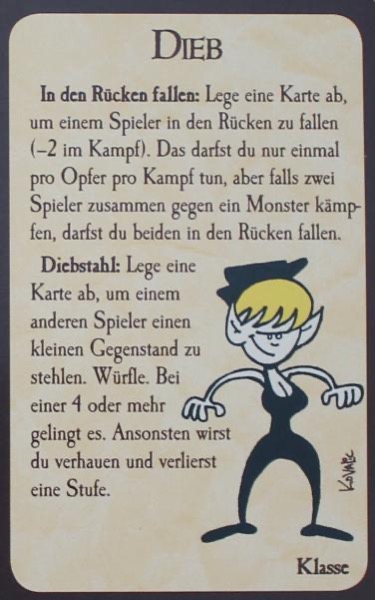 DIEB
In den Rücken fallen: Lege eine Karte ab,
um einem Spieler in den Rücken zu fallen
(–2 im Kampf). Das darfst du nur einmal
pro Opfer pro Kampf tun, aber falls zwei
Spieler zusammen gegen ein Monster kämp-
fen, darfst du beiden in den Rücken fallen.
Diebstahl: Lege eine
Karte ab, um einem
anderen Spieler einen
kleinen Gegenstand zu
stehlen. Würfle. Bei
einer 4 oder mehr
gelingt es. Ansonsten wirst
du verhauen und verlierst
eine Stufe.
Kovalic
Klasse